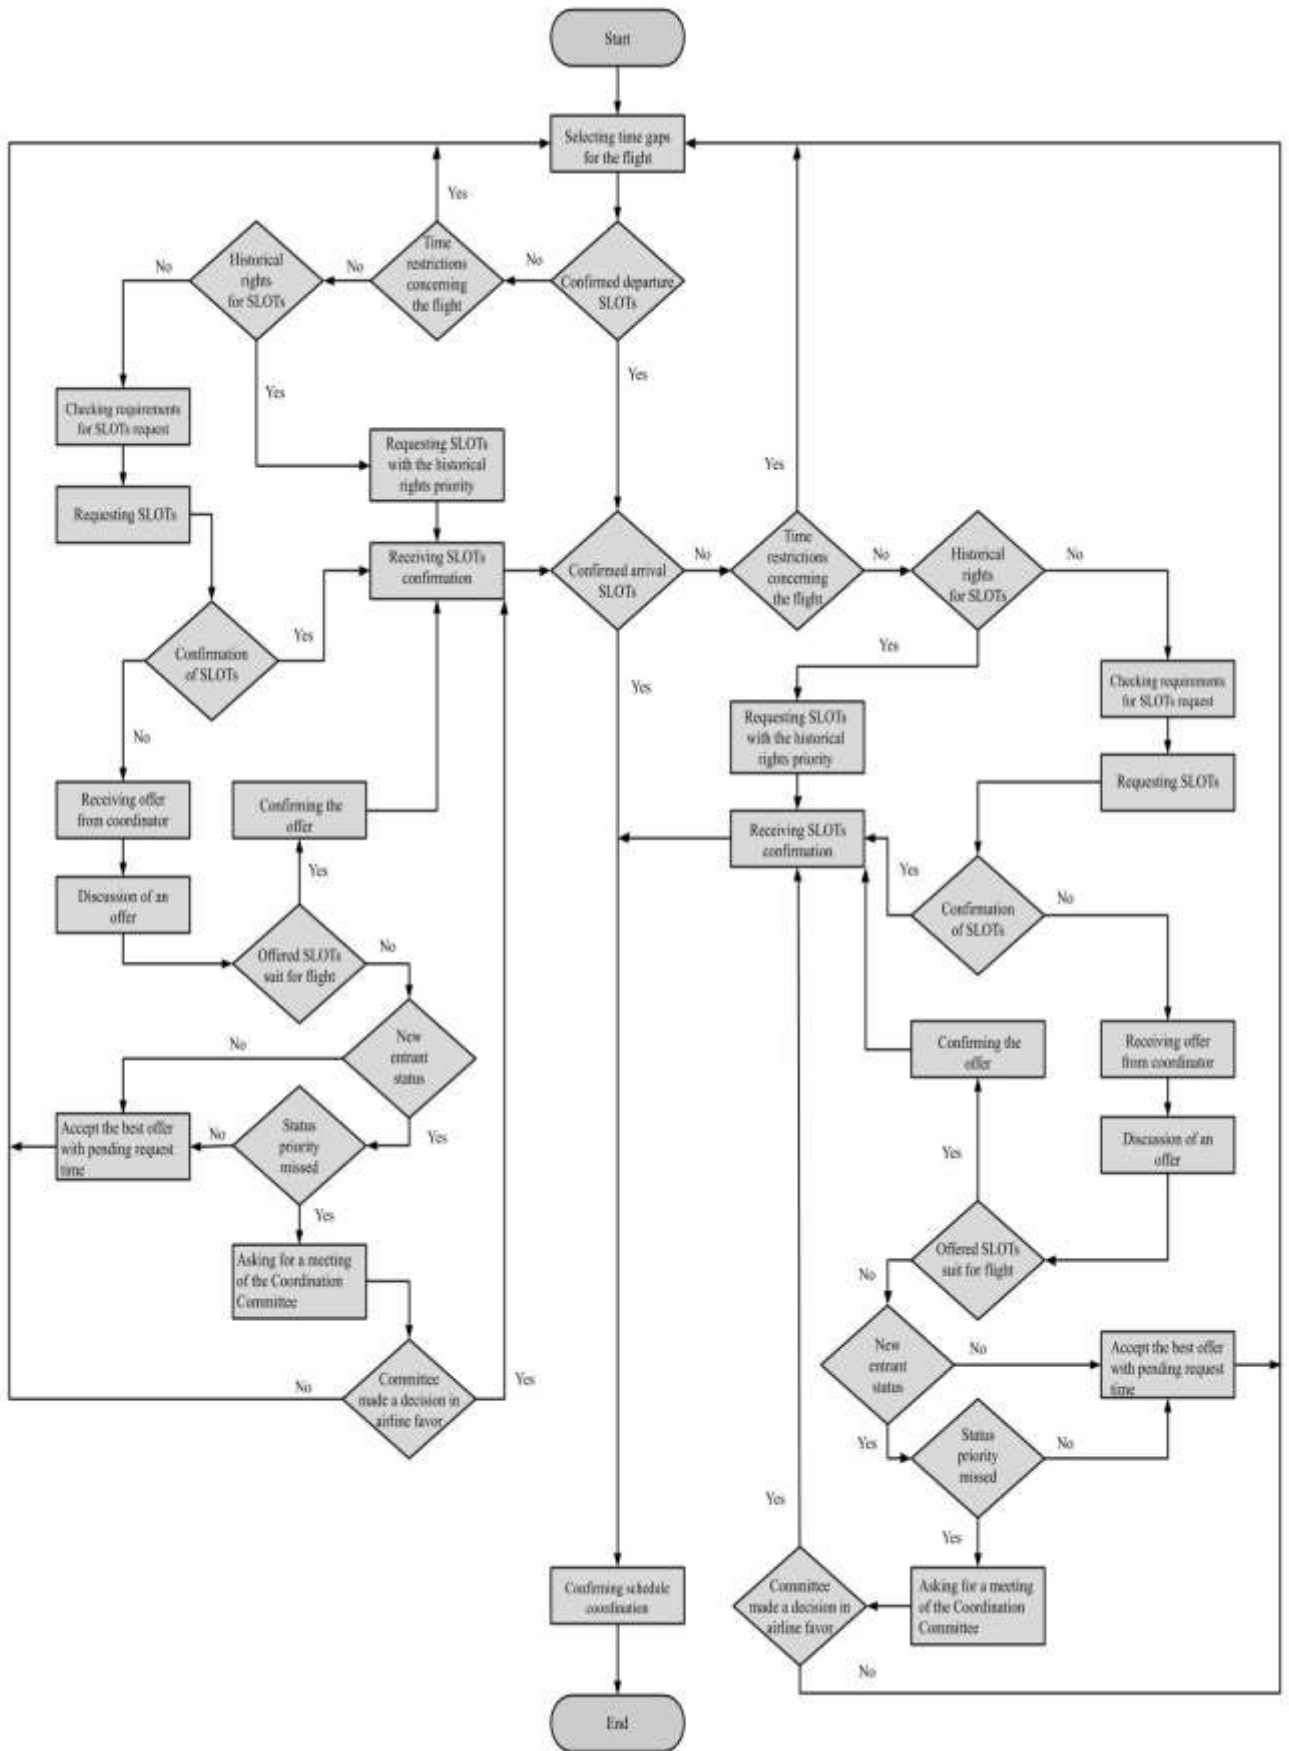 Start
Selecting time gaps
for the flight
Yes
Confirmed departure
SLOTs
No
Time
restrictions
concerning
the flight
No
Historical
rights
for SLOTs
No
Yes
Yes
Checking requirements
for SLOTs request
Requesting SLOTs
Requesting SLOTs
with the historical
rights priority
Receiving SLOTs
confirmation
Confirmation
of SLOTs
Yes
No
Receiving offer
from coordinator
Discussion of an
offer
Confirming the
offer
Yes
Offered SLOTs
suit for flight
No
New
entrant
status
No
Yes
Status
priority
missed
No
Accept the best offer
with pending request
time
Yes
Asking for a meeting
of the Coordination
Committee
Committee
made a decision in
airline favor
No
Yes
Confirmed arrival
SLOTs
No
Yes
Time
restrictions
concerning
the flight
Yes
No
Historical
rights
for SLOTs
No
Yes
Requesting SLOTs
with the historical
rights priority
Receiving SLOTs
confirmation
Checking requirements
for SLOTs request
Requesting SLOTs
Confirmation
of SLOTs
Yes
No
Receiving offer
from coordinator
Discussion of an
offer
Confirming the
offer
Yes
Offered SLOTs
suit for flight
No
New
entrant
status
No
Yes
Accept the best offer
with pending request
time
Status
priority
missed
No
Yes
Asking for a meeting
of the Coordination
Committee
Committee
made a decision in
airline favor
Yes
No
Confirming schedule
coordination
End